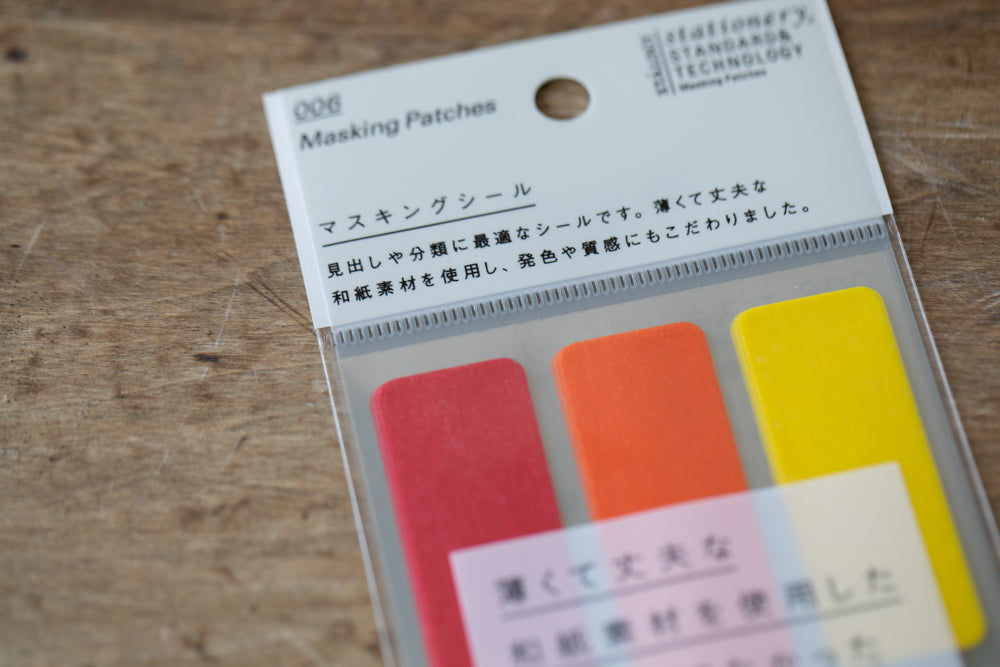 006
Masking Patches
stationery,
STANDARD &
TECHNOLOGY
Masking Patches
マスキングシール
見出しや分類に最適なシールです。薄くて丈夫な
和紙素材を使用し、発色や質感にもこだわりました。
薄くて丈夫な
和紙素材を使用した